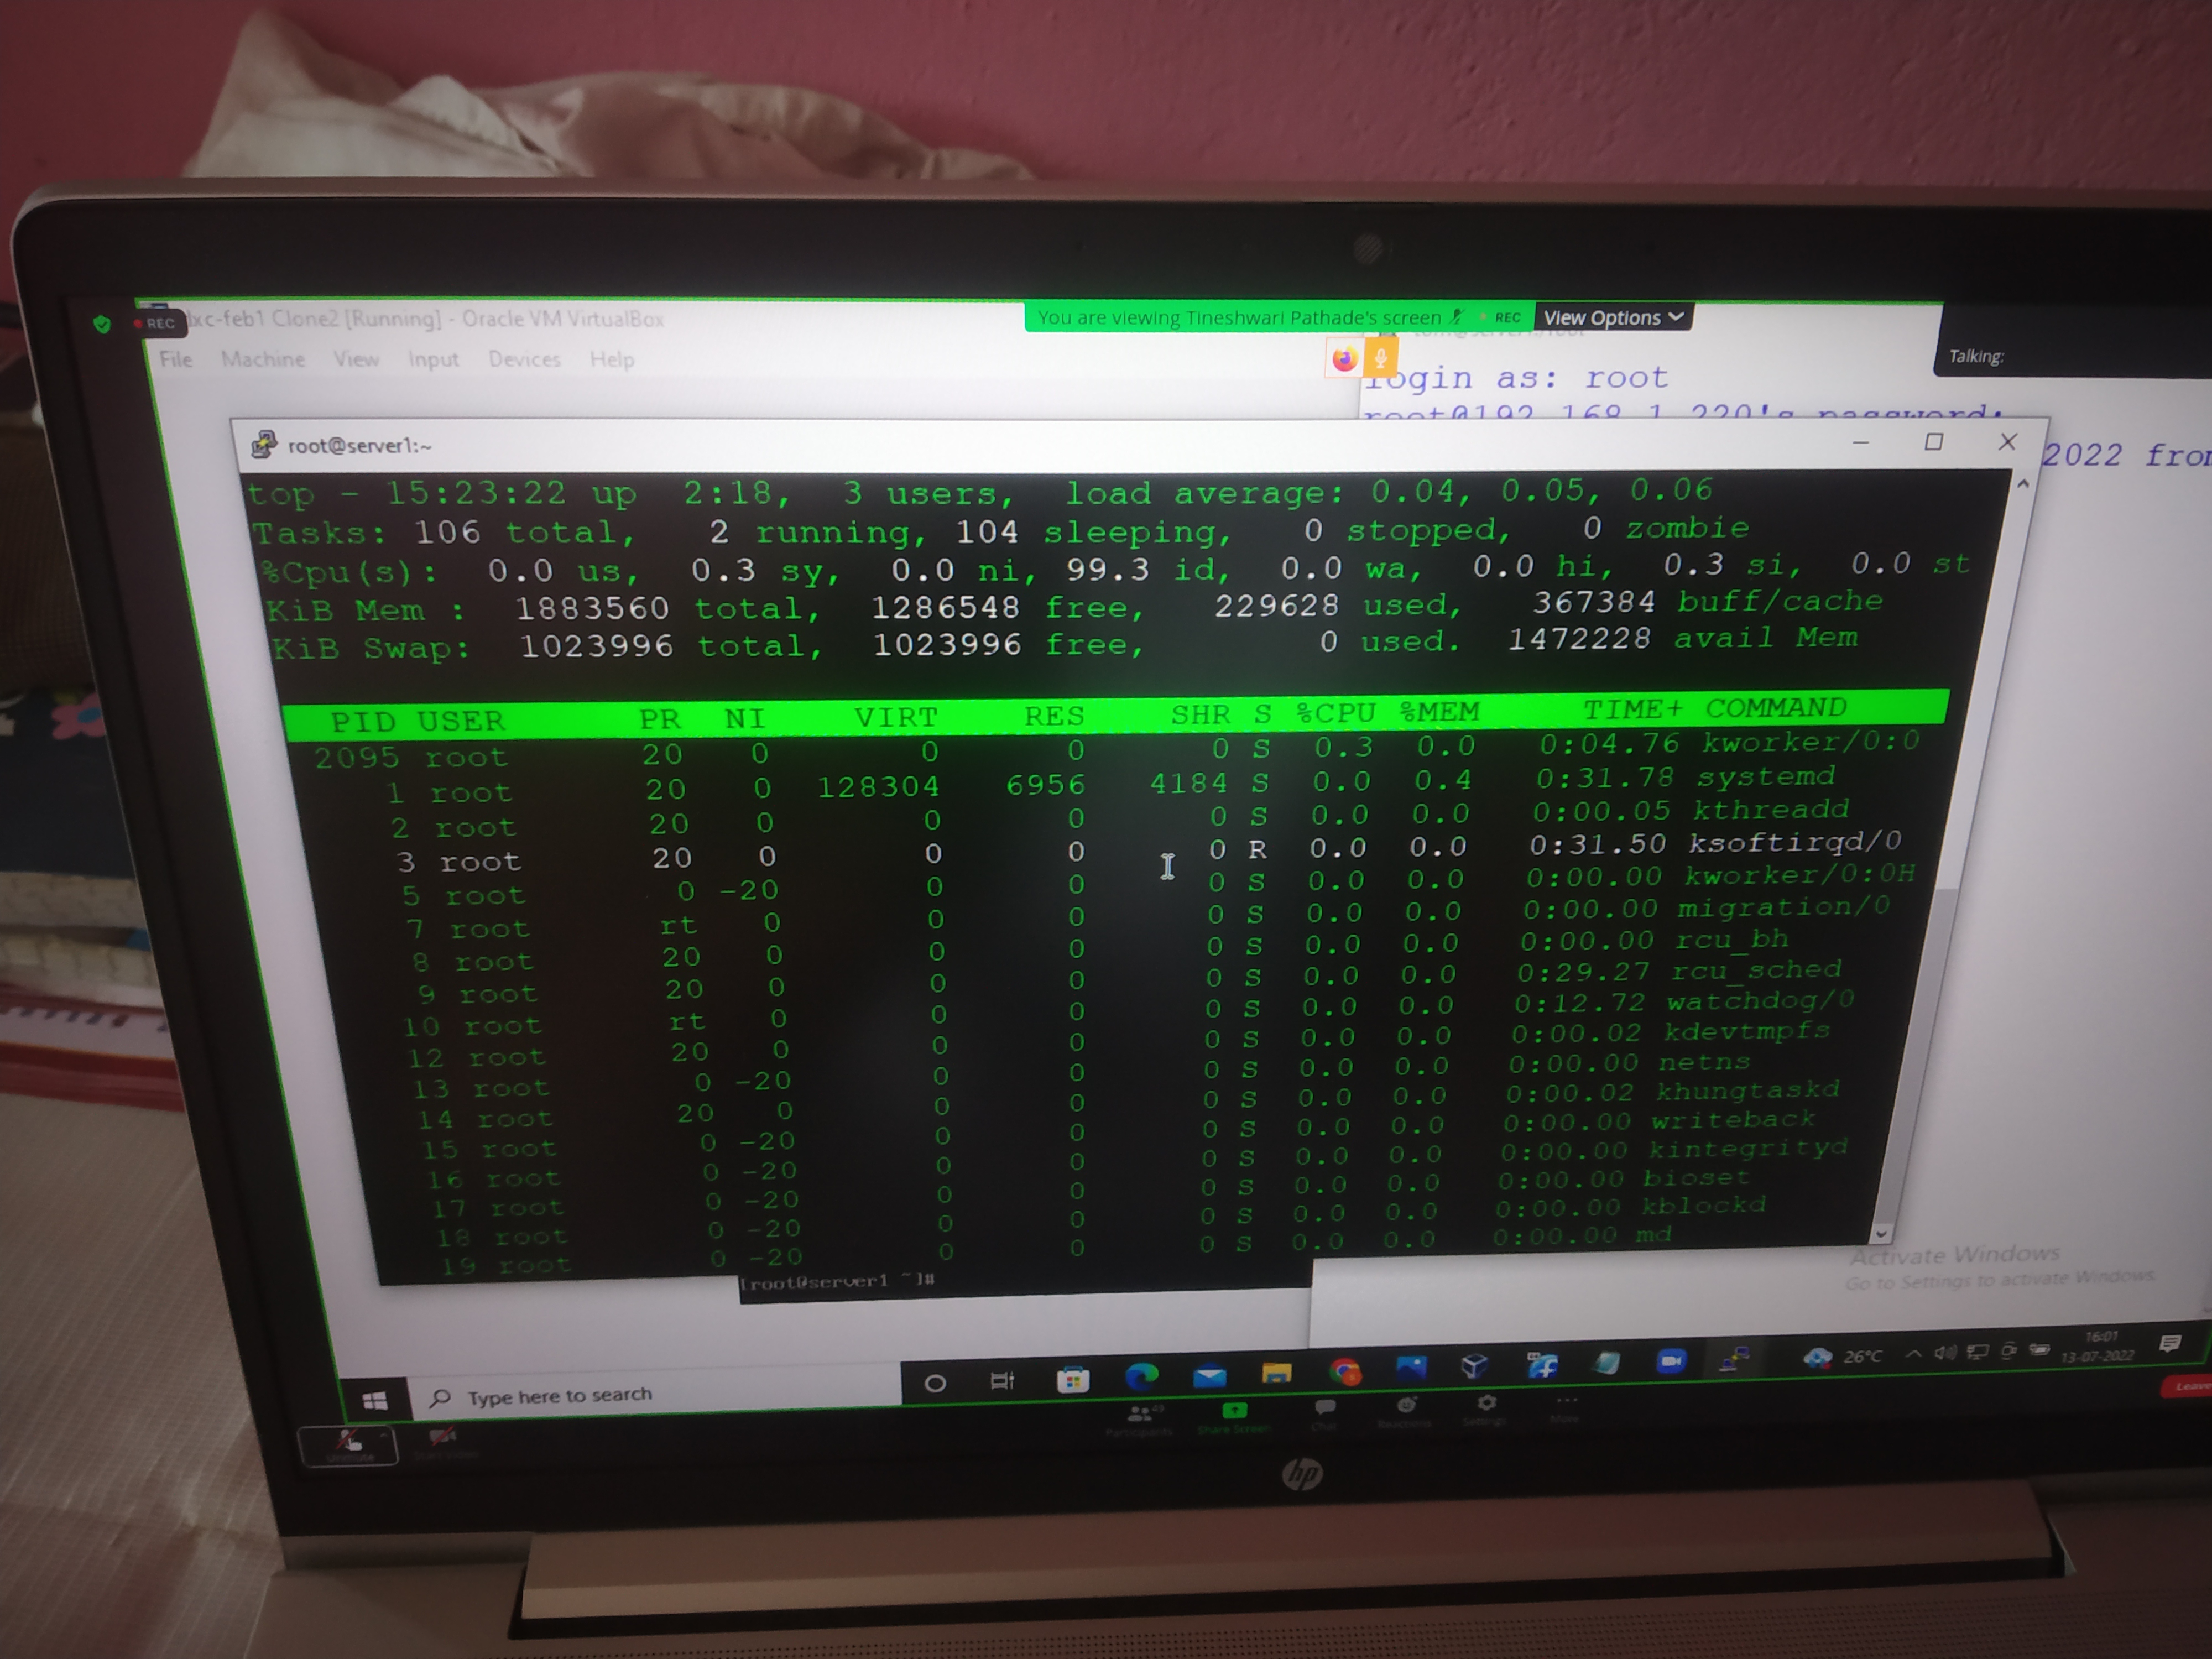 REC
lxc-feb1 Clone2 [Running] - Oracle VM VirtualBox
You are viewing Tineshwari Pathade's screen
REC
View Options
Talking:
File Machine View Input Devices Help
login as: root
root@192.168.1.220's password:
2022 from
root@server1:~
top - 15:23:22 up 2:18, 3 users, load average: 0.04, 0.05, 0.06
Tasks: 106 total, 2 running, 104 sleeping, 0 stopped, 0 zombie
%Cpu(s): 0.0 us, 0.3 sy, 0.0 ni, 99.3 id, 0.0 wa, 0.0 hi, 0.3 si, 0.0 st
KiB Mem : 1883560 total, 1286548 free, 229628 used, 367384 buff/cache
KiB Swap: 1023996 total, 1023996 free, 0 used. 1472228 avail Mem
PID USER PR NI VIRT RES SHR S %CPU %MEM TIME+ COMMAND
2095 root 20 0 0 0 0 S 0.3 0.0 0:04.76 kworker/0:0
1 root 20 0 128304 6956 4184 S 0.0 0.4 0:31.78 systemd
2 root 20 0 0 0 0 S 0.0 0.0 0:00.05 kthreadd
3 root 20 0 0 0 0 R 0.0 0.0 0:31.50 ksoftirqd/0
5 root 0 -20 0 0 0 S 0.0 0.0 0:00.00 kworker/0:0H
7 root rt 0 0 0 0 S 0.0 0.0 0:00.00 migration/0
8 root 20 0 0 0 0 S 0.0 0.0 0:00.00 rcu_bh
9 root 20 0 0 0 0 S 0.0 0.0 0:29.27 rcu_sched
10 root rt 0 0 0 0 S 0.0 0.0 0:12.72 watchdog/0
12 root 20 0 0 0 0 S 0.0 0.0 0:00.02 kdevtmpfs
13 root 0 -20 0 0 0 S 0.0 0.0 0:00.00 netns
14 root 20 0 0 0 0 S 0.0 0.0 0:00.02 khungtaskd
15 root 0 -20 0 0 0 S 0.0 0.0 0:00.00 writeback
16 root 0 -20 0 0 0 S 0.0 0.0 0:00.00 kintegrityd
17 root 0 -20 0 0 0 S 0.0 0.0 0:00.00 bioset
18 root 0 -20 0 0 0 S 0.0 0.0 0:00.00 kblockd
19 root 0 -20 0 0 0 S 0.0 0.0 0:00.00 md
[root@server1 ~]#
Activate Windows
Go to Settings to activate Windows.
Type here to search
26°C
16:01
13-07-2022
Leave
Unmute
Participants 49
Share Screen
Chat
Reactions
Settings
More
hp